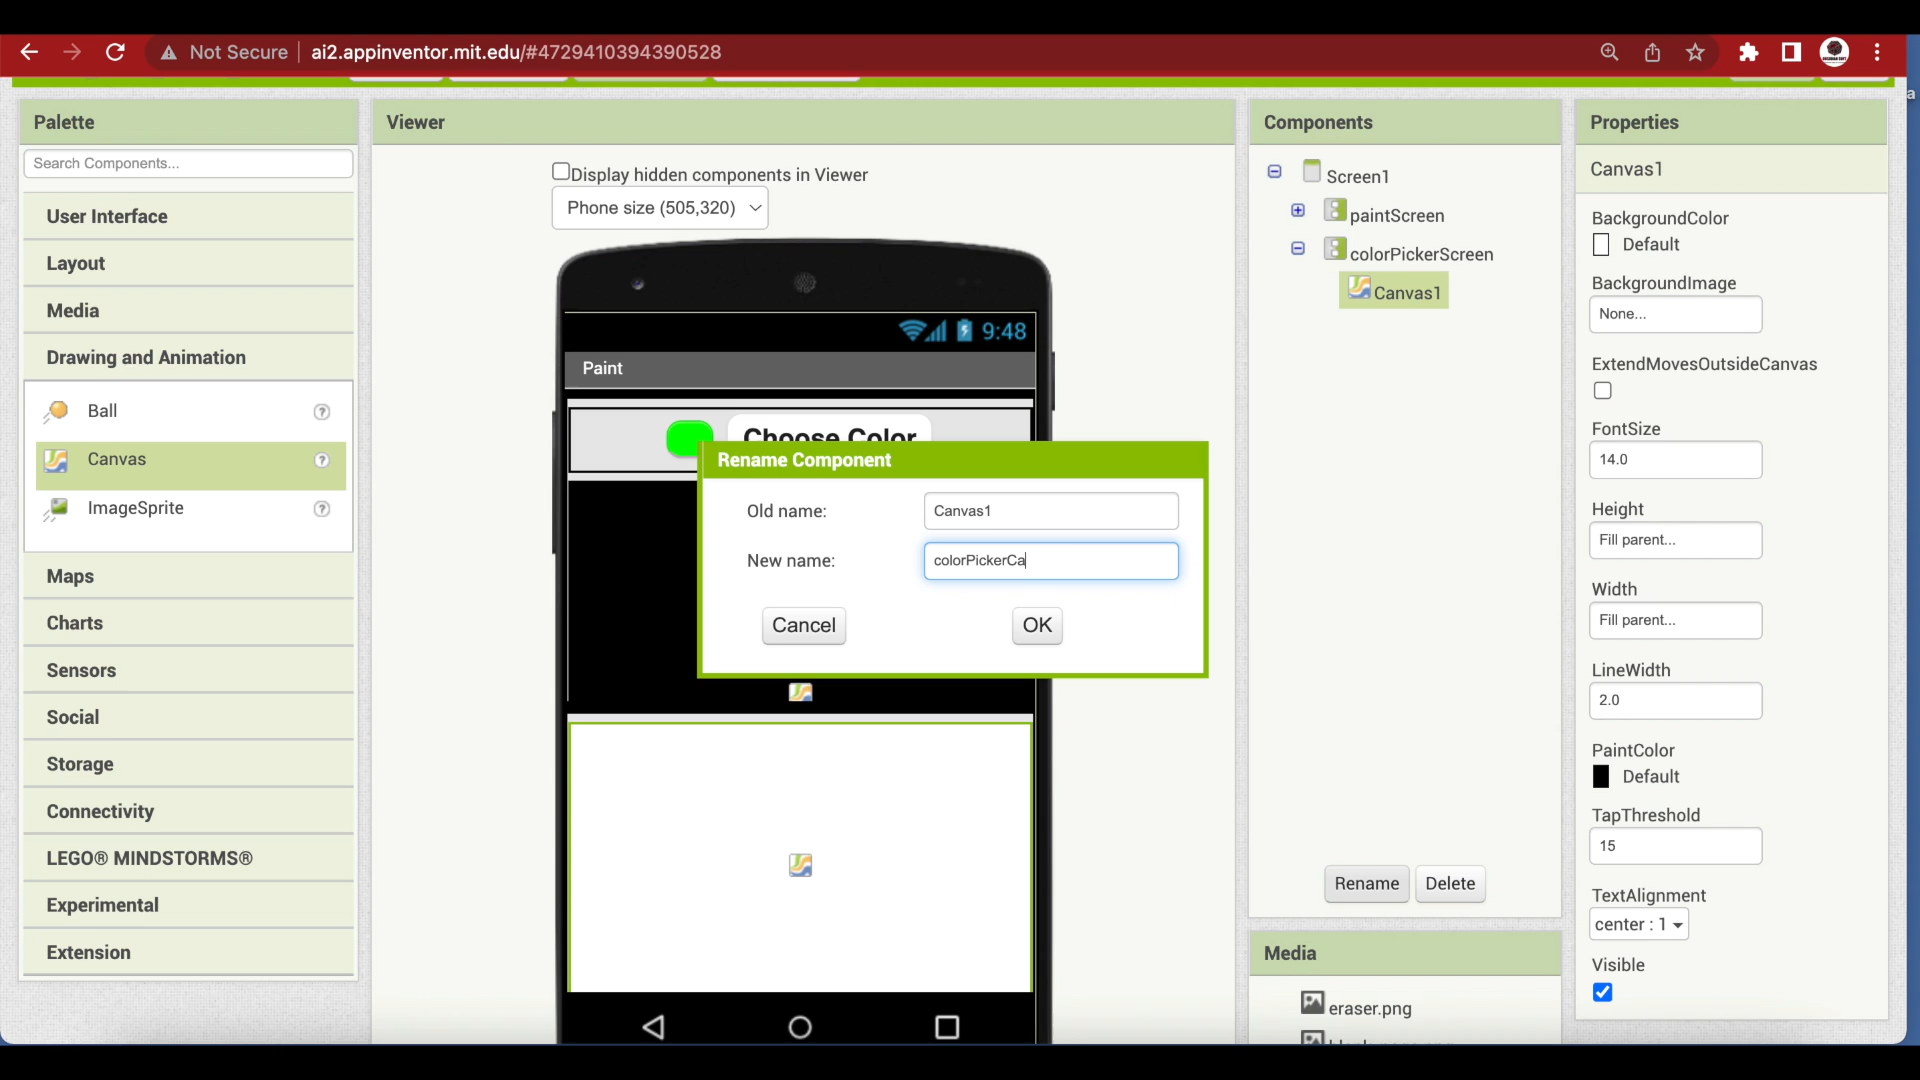 Not Secure
ai2.appinventor.mit.edu/#4729410394390528
Palette
Search Components...
User Interface
Layout
Media
Drawing and Animation
Ball
?
Canvas
?
ImageSprite
?
Maps
Charts
Sensors
Social
Storage
Connectivity
LEGO® MINDSTORMS®
Experimental
Extension
Viewer
Display hidden components in Viewer
Phone size (505,320)
9:48
Paint
Choose Color
Rename Component
Old name:
Canvas1
New name:
colorPickerCa
Cancel
OK
Components
Screen1
paintScreen
colorPickerScreen
Canvas1
Rename
Delete
Media
eraser.png
Properties
Canvas1
BackgroundColor
Default
BackgroundImage
None...
ExtendMovesOutsideCanvas
FontSize
14.0
Height
Fill parent...
Width
Fill parent...
LineWidth
2.0
PaintColor
Default
TapThreshold
15
TextAlignment
center : 1
Visible
a